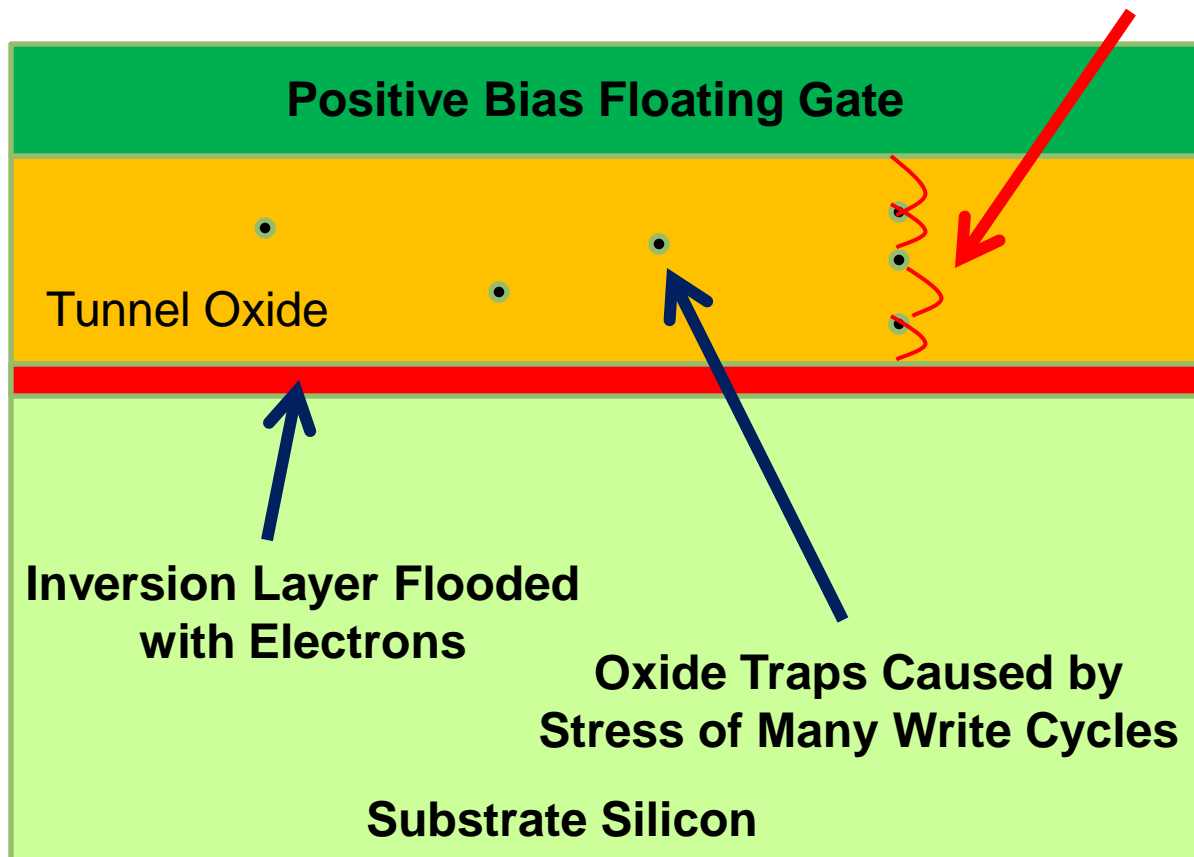 Positive Bias Floating Gate
Tunnel Oxide
Inversion Layer Flooded
with Electrons
Oxide Traps Caused by
Stress of Many Write Cycles
Substrate Silicon